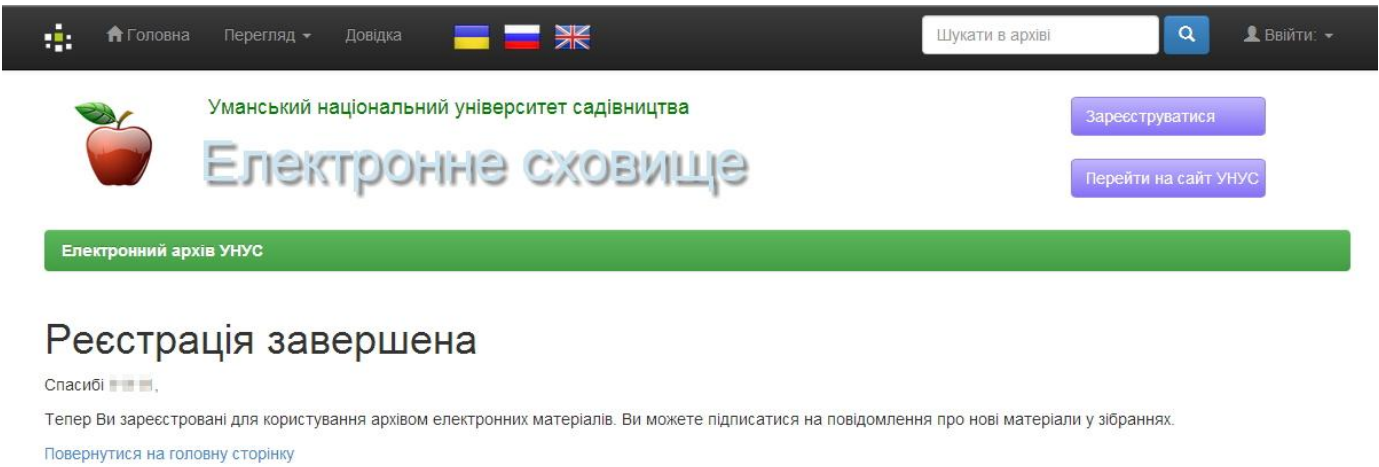 Головна Перегляд Довідка Шукати в архіві Ввійти:
Уманський національний університет садівництва
Електронне сховище
Зареєструватися
Перейти на сайт УНУС
Електронний архів УНУС
Реєстрація завершена
Спасибі ,
Тепер Ви зареєстровані для користування архівом електронних матеріалів. Ви можете підписатися на повідомлення про нові матеріали у зібраннях.
Повернутися на головну сторінку